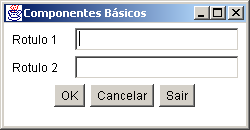 Componentes Básicos
Rotulo 1
Rotulo 2
OK Cancelar Sair